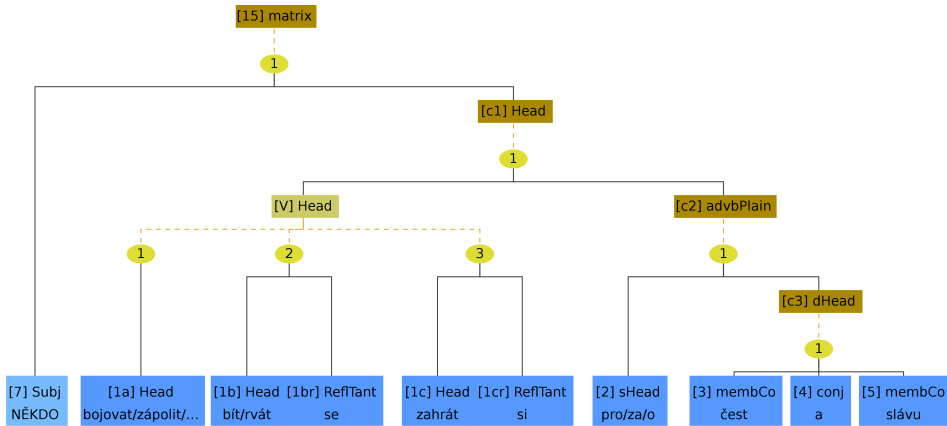 [15] matrix
1
[c1] Head
1
[V] Head
[c2] advbPlain
1
2
3
1
[c3] dHead
1
[7] Subj
NĚKDO
[1a] Head
bojovat/zápolit/…
[1b] Head
bít/rvát
[1br] ReflTant
se
[1c] Head
zahrát
[1cr] ReflTant
si
[2] sHead
pro/za/o
[3] membCo
čest
[4] conj
a
[5] membCo
slávu